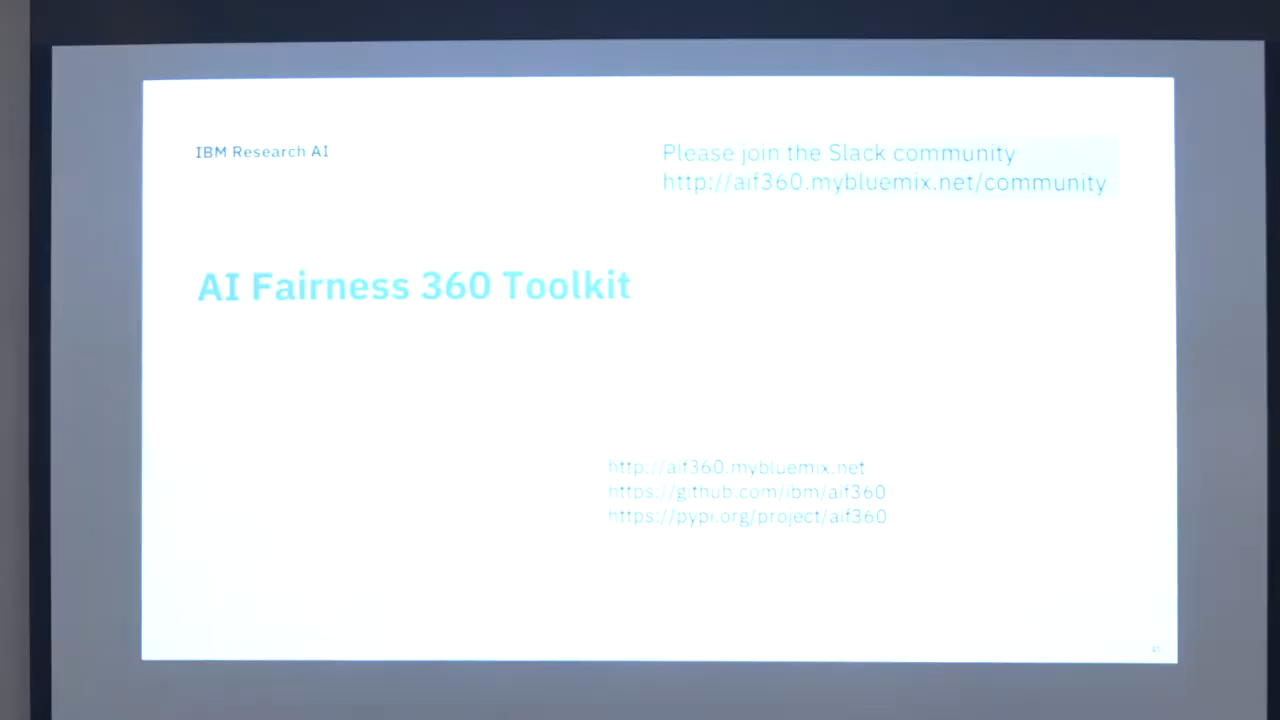 IBM Research AI
Please join the Slack community
http://aif360.mybluemix.net/community
AI Fairness 360 Toolkit
http://aif360.mybluemix.net
https://github.com/ibm/aif360
https://pypi.org/project/aif360